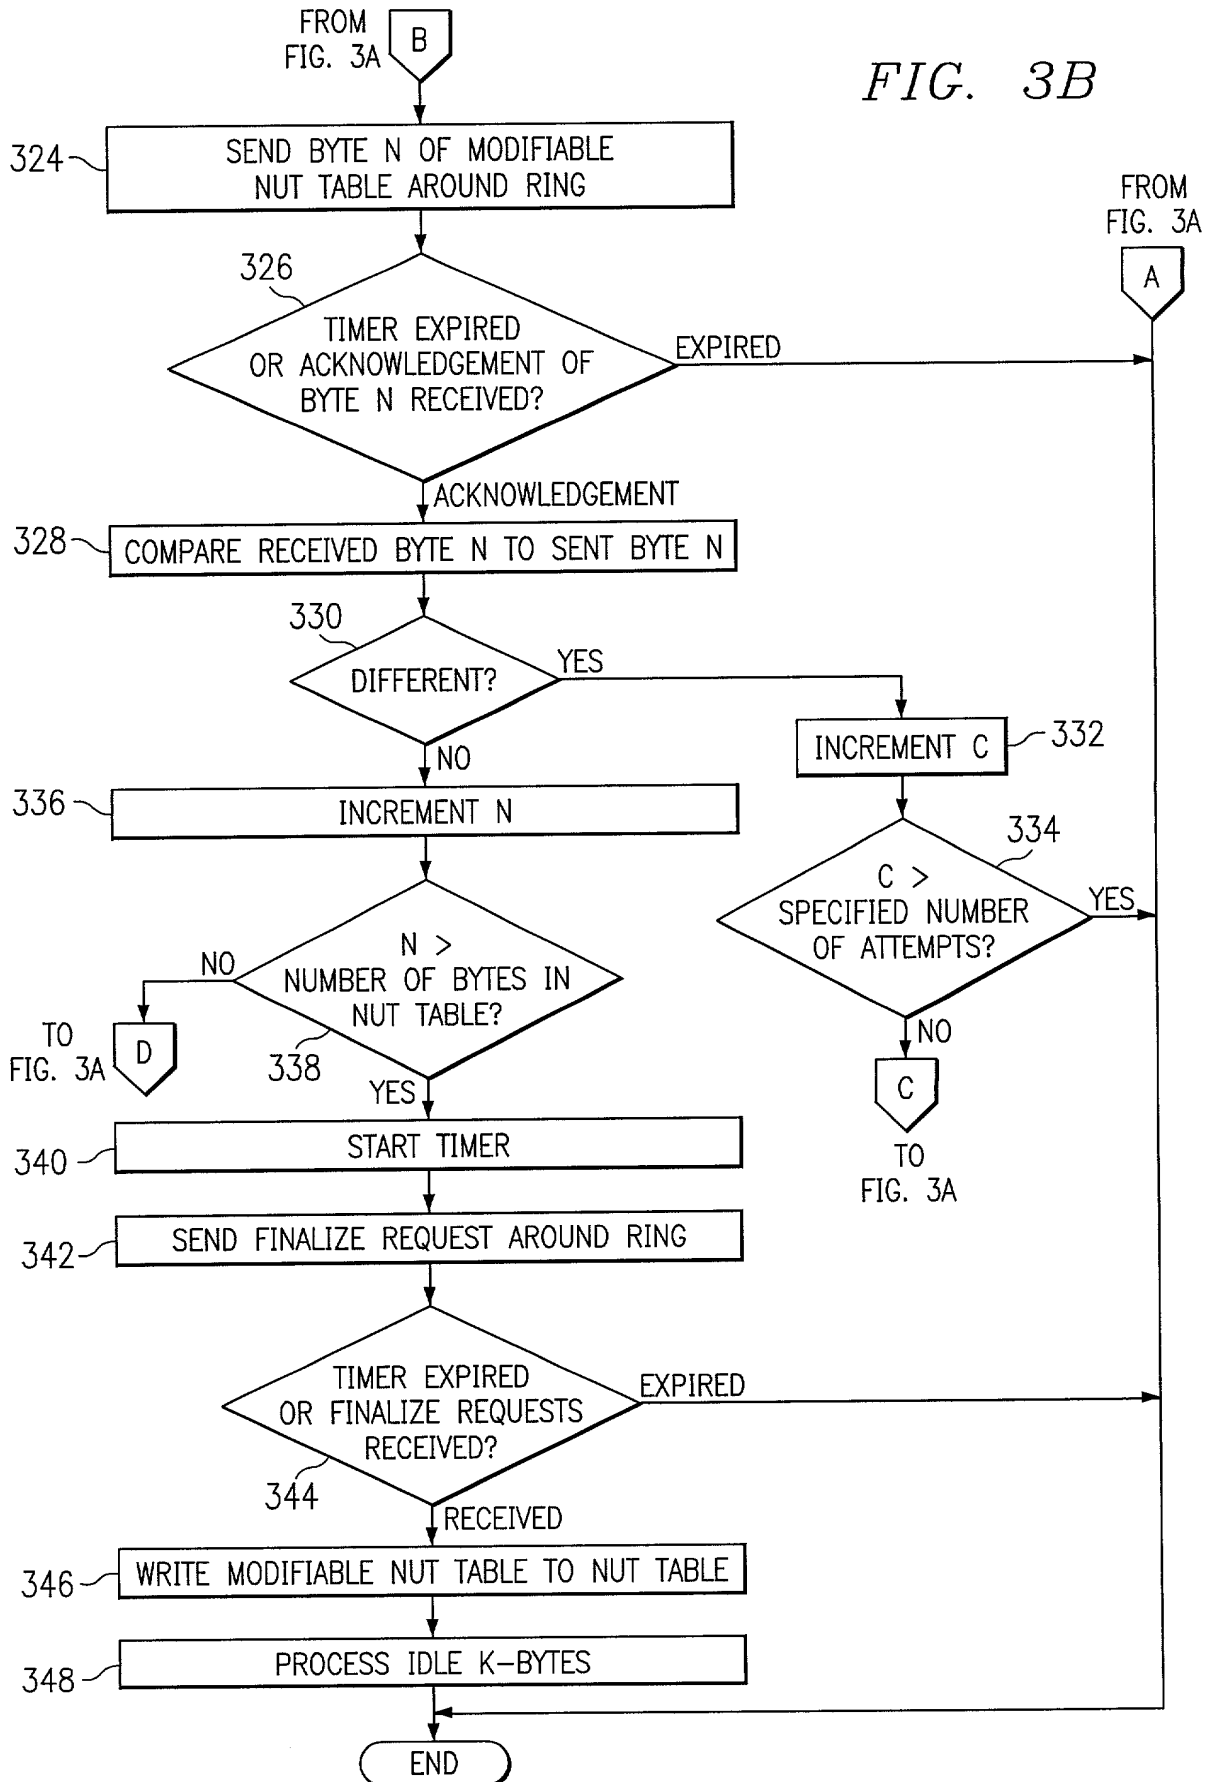 FROM
FIG. 3A
B
FIG. 3B
324
SEND BYTE N OF MODIFIABLE
NUT TABLE AROUND RING
FROM
FIG. 3A
A
326
TIMER EXPIRED
OR ACKNOWLEDGEMENT OF
BYTE N RECEIVED?
EXPIRED
ACKNOWLEDGEMENT
328
COMPARE RECEIVED BYTE N TO SENT BYTE N
330
DIFFERENT?
YES
NO
INCREMENT C
332
336
INCREMENT N
334
C >
SPECIFIED NUMBER
OF ATTEMPTS?
YES
NO
C
TO
FIG. 3A
N >
NUMBER OF BYTES IN
NUT TABLE?
338
NO
TO
FIG. 3A
D
YES
340
START TIMER
342
SEND FINALIZE REQUEST AROUND RING
TIMER EXPIRED
OR FINALIZE REQUESTS
RECEIVED?
344
EXPIRED
RECEIVED
346
WRITE MODIFIABLE NUT TABLE TO NUT TABLE
348
PROCESS IDLE K-BYTES
END